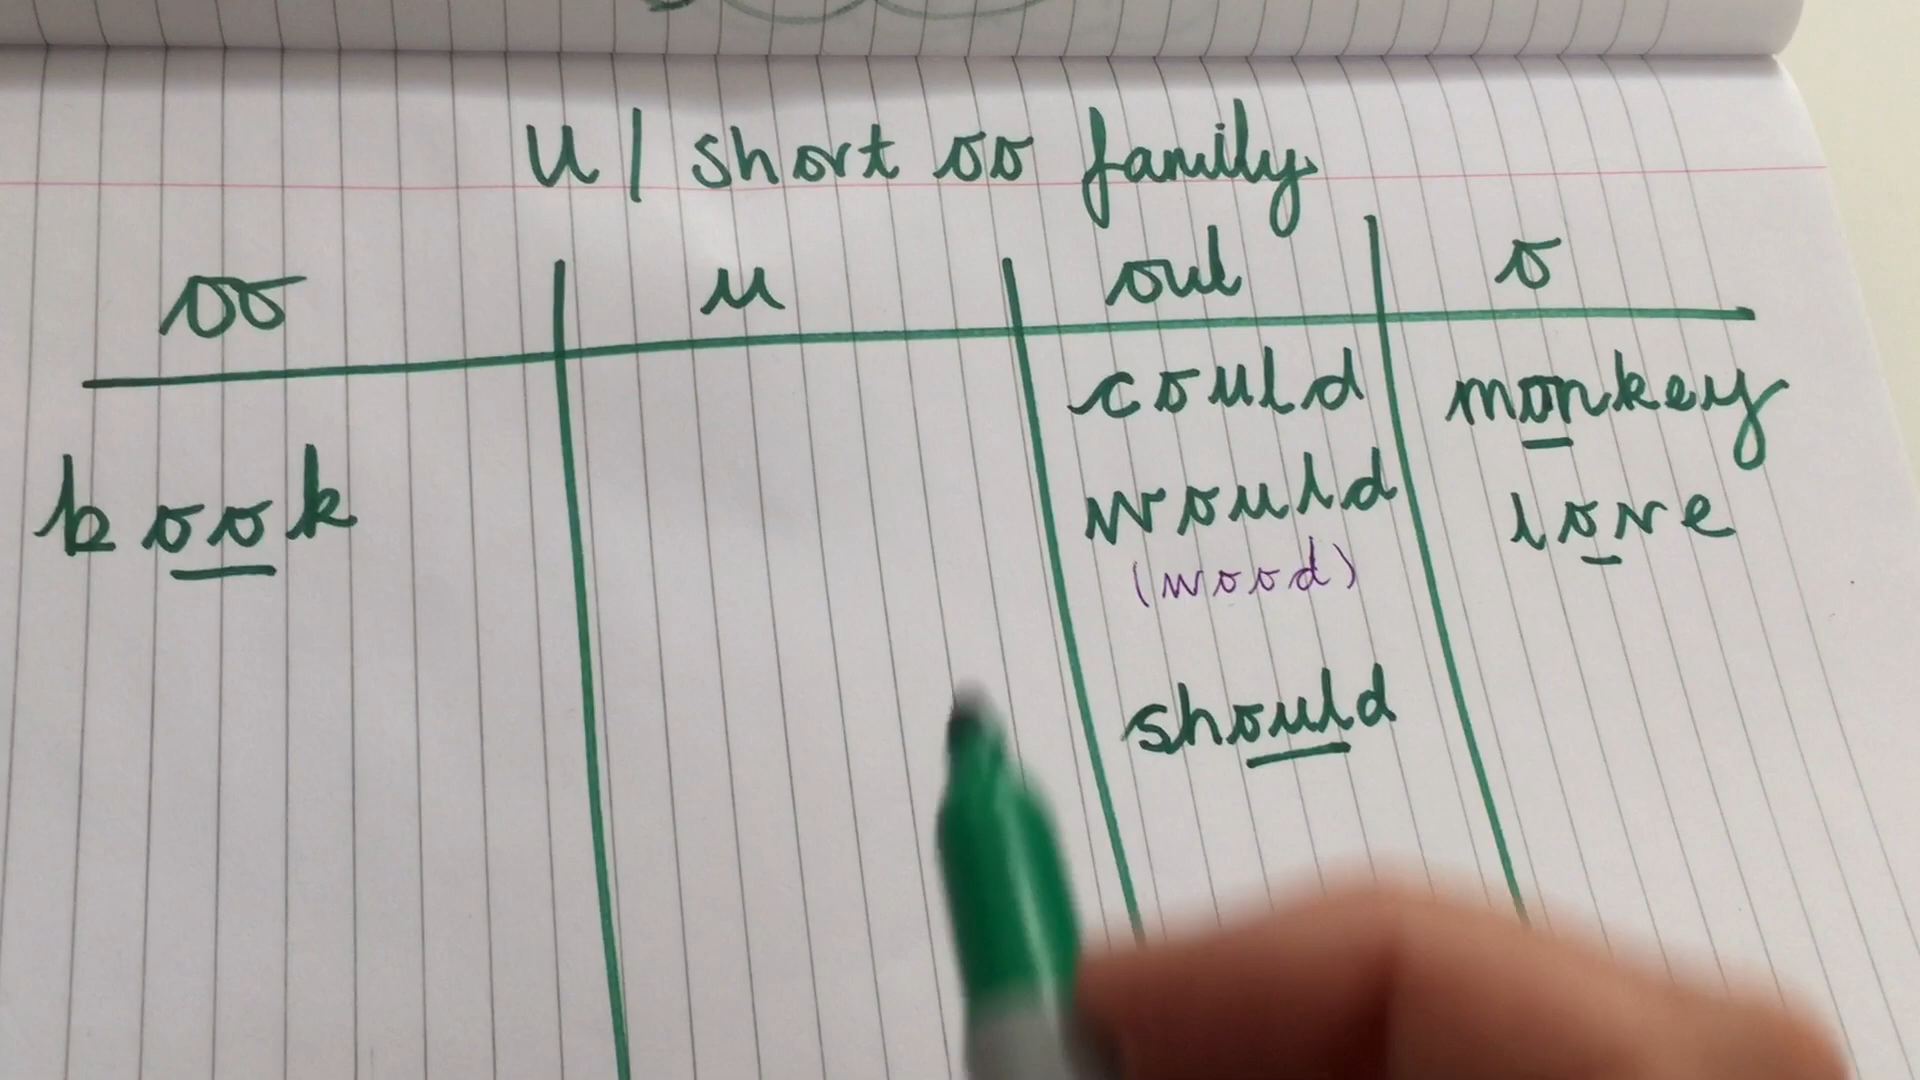 u / short oo family
oo u oul o
could monkey
book would love
(wood)
should